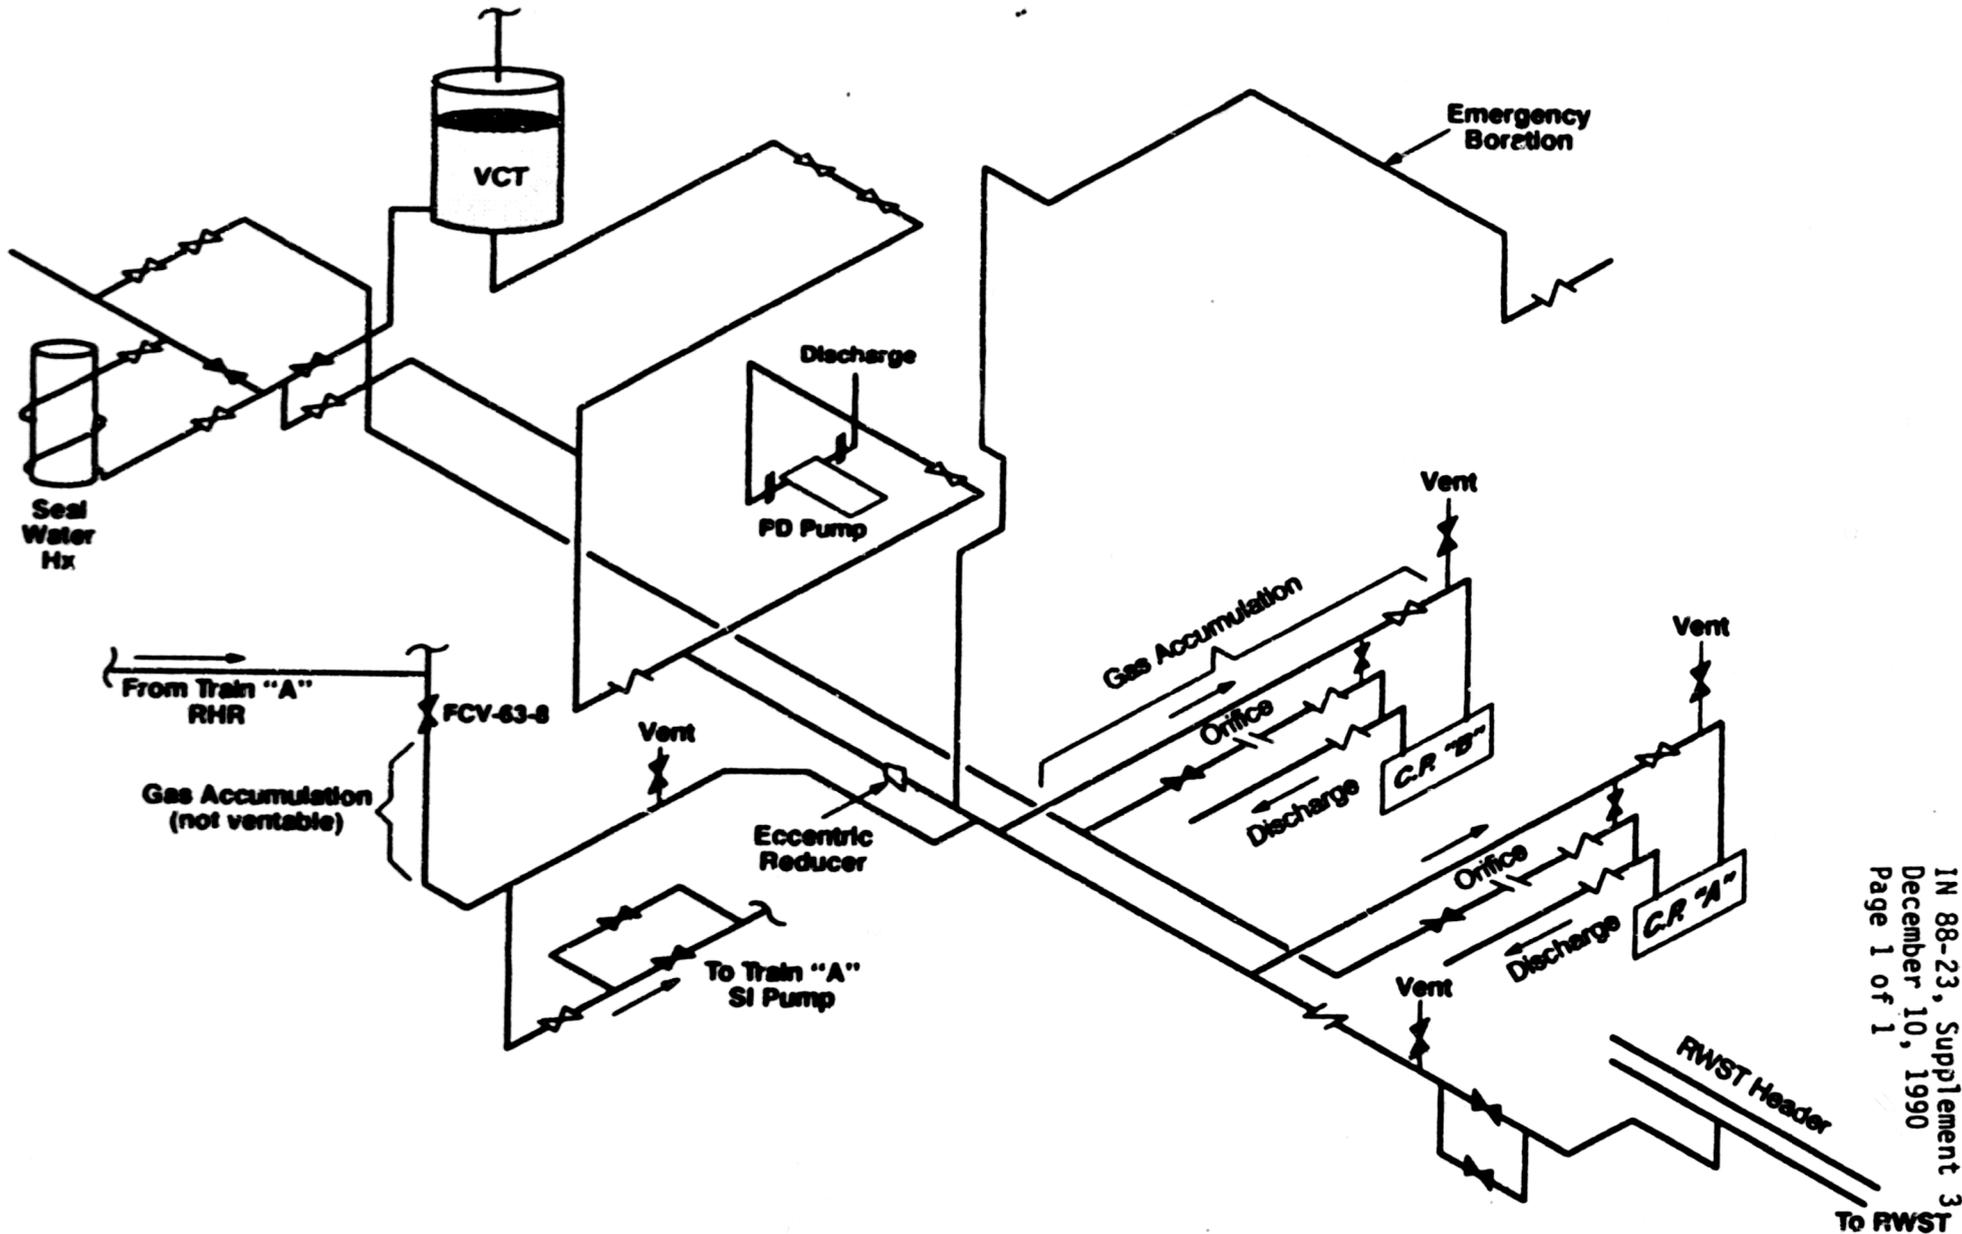 VCT
Emergency
Boration
Discharge
PD Pump
Seal
Water
Hx
Vent
Gas Accumulation
Orifice
Discharge
C.P. "B"
Vent
From Train "A"
RHR
FCV-63-8
Vent
Gas Accumulation
(not ventable)
Eccentric
Reducer
Orifice
Discharge
C.P. "A"
To Train "A"
SI Pump
Vent
RWST Header
To RWST
IN 88-23, Supplement 3
December 10, 1990
Page 1 of 1